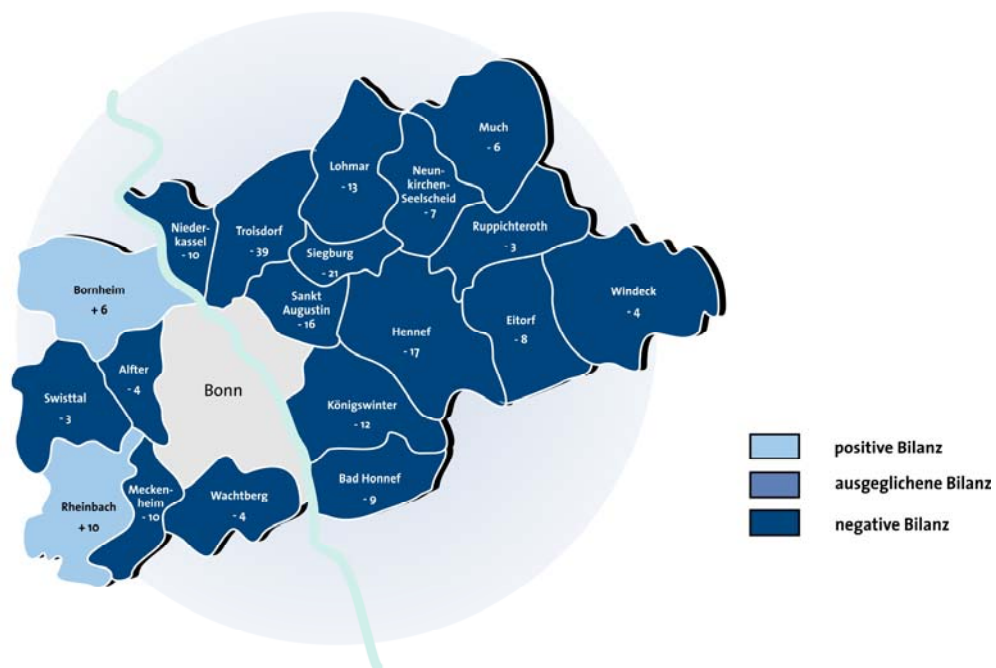 Much
- 6
Lohmar
- 13
Neun-
kirchen-
Seelscheid
- 7
Nieder-
kassel
- 10
Troisdorf
- 39
Ruppichteroth
- 3
Siegburg
- 21
Bornheim
+ 6
Sankt
Augustin
- 16
Windeck
- 4
Hennef
- 17
Eitorf
- 8
Alfter
- 4
Bonn
Swisttal
- 3
Königswinter
- 12
Bad Honnef
- 9
Meckenheim
- 10
Wachtberg
- 4
Rheinbach
+ 10
positive Bilanz
ausgeglichene Bilanz
negative Bilanz